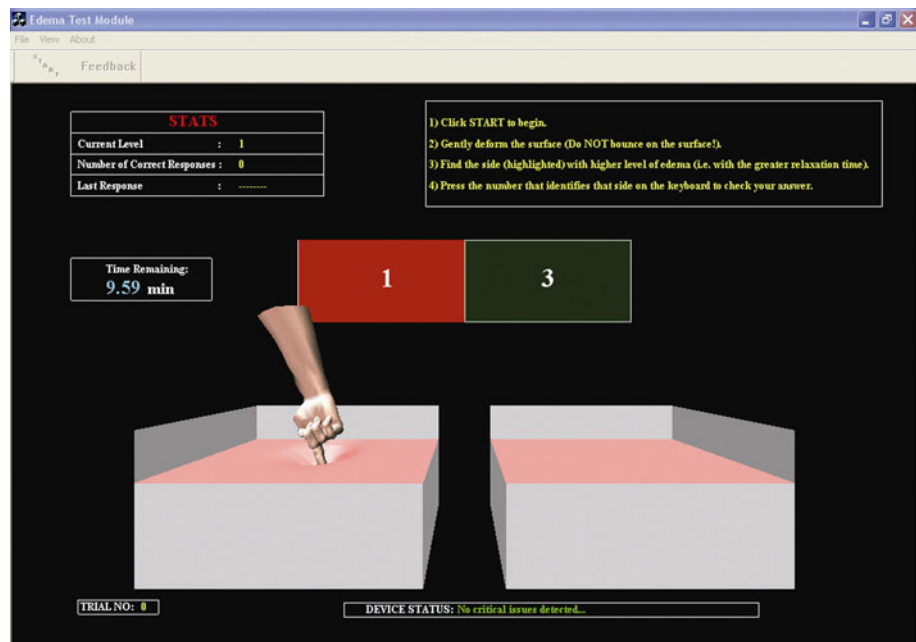 Edema Test Module
File View About
START Feedback
STATS
Current Level : 1
Number of Correct Responses : 0
Last Response : --------
1) Click START to begin.
2) Gently deform the surface (Do NOT bounce on the surface!).
3) Find the side (highlighted) with higher level of edema (i.e. with the greater relaxation time).
4) Press the number that identifies that side on the keyboard to check your answer.
Time Remaining:
9.59 min
1 3
TRIAL NO: 0
DEVICE STATUS: No critical issues detected...